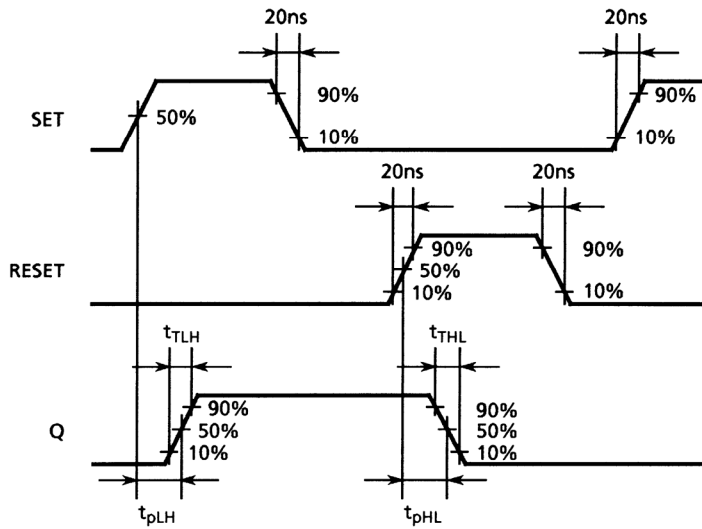 20ns 20ns
90% 90%
SET 50%
10% 10%
20ns 20ns
90% 90%
RESET 50%
10% 10%
tTLH tTHL
90% 90%
Q 50% 50%
10% 10%
tpLH tpHL